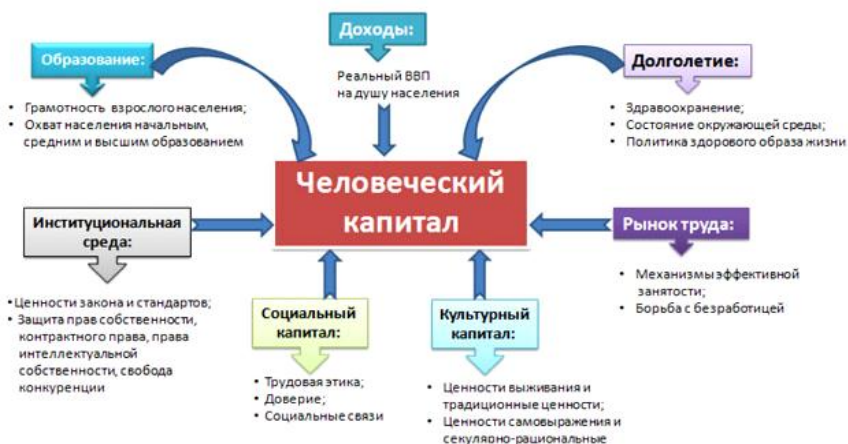 Доходы:
Образование:
Долголетие:
Реальный ВВП
на душу населения
• Грамотность взрослого населения;
• Охват населения начальным,
средним и высшим образованием
• Здравоохранение;
• Состояние окружающей среды;
• Политика здорового образа жизни
Человеческий
капитал
Институциональная
среда:
Рынок труда:
• Ценности закона и стандартов;
• Защита прав собственности,
контрактного права, права
интеллектуальной
собственности, свобода
конкуренции
Социальный
капитал:
Культурный
капитал:
• Механизмы эффективной
занятости;
• Борьба с безработицей
• Трудовая этика;
• Доверие;
• Социальные связи
• Ценности выживания и
традиционные ценности;
• Ценности самовыражения и
секулярно-рациональные